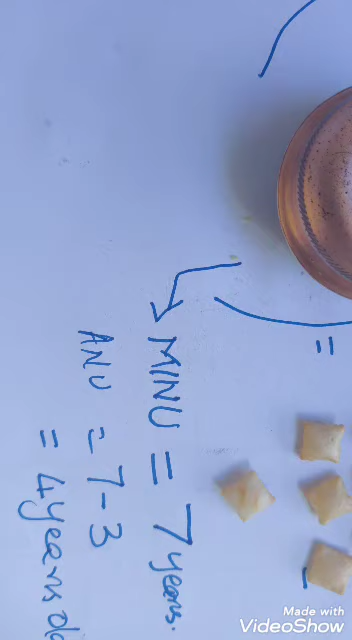 =
MINU = 7 years.
ANU = 7-3
= 4 years old
Made with
VideoShow